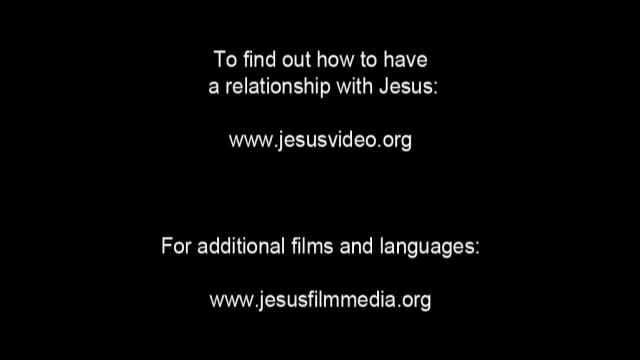 To find out how to have
a relationship with Jesus:
www.jesusvideo.org
For additional films and languages:
www.jesusfilmmedia.org